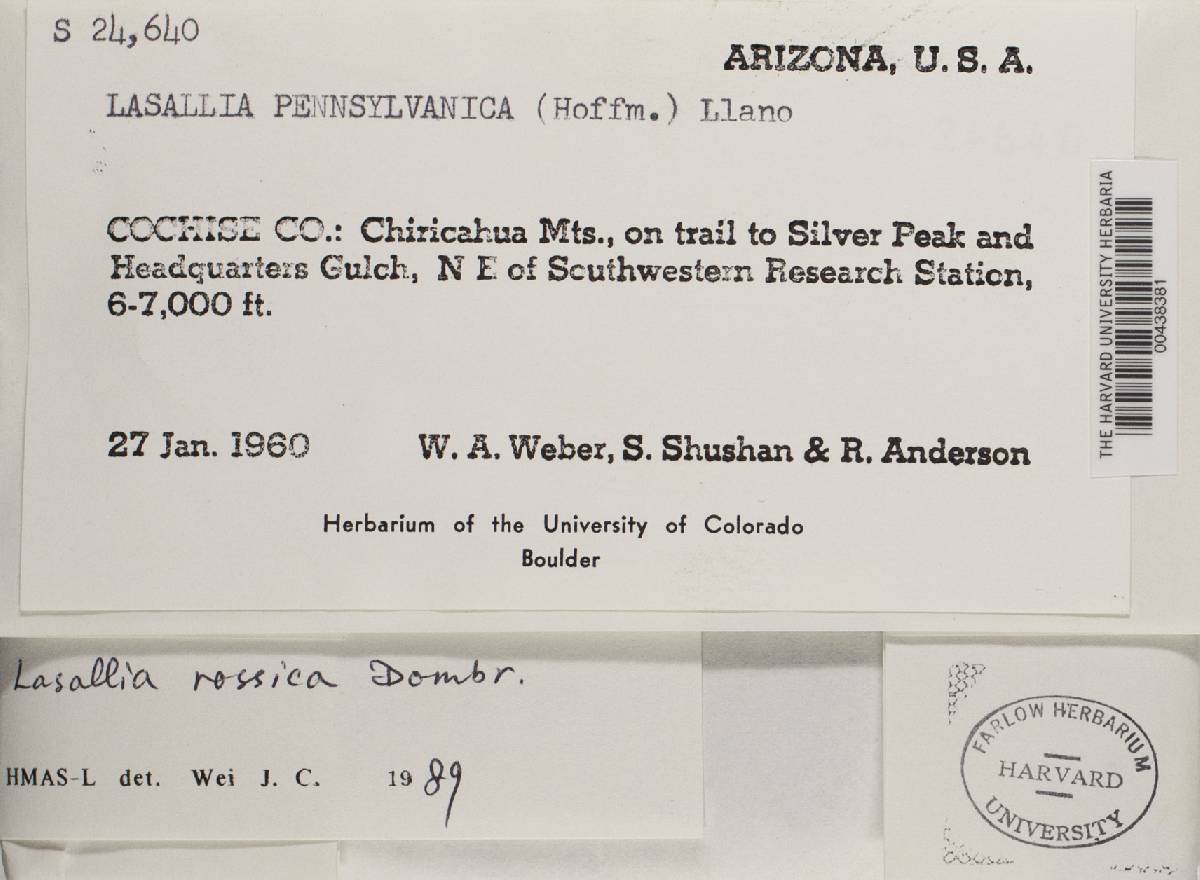 S 24,640
ARIZONA, U. S. A.
LASALLIA PENNSYLVANICA (Hoffm.) Llano
COCHISE CO.: Chiricahua Mts., on trail to Silver Peak and
Headquarters Gulch, N E of Southwestern Research Station,
6-7,000 ft.
27 Jan. 1960 W. A. Weber, S. Shushan & R. Anderson
Herbarium of the University of Colorado
Boulder
THE HARVARD UNIVERSITY HERBARIA
00438381
Lasallia rossica Dombr.
HMAS-L det. Wei J. C. 1989
FARLOW HERBARIUM
HARVARD
UNIVERSITY